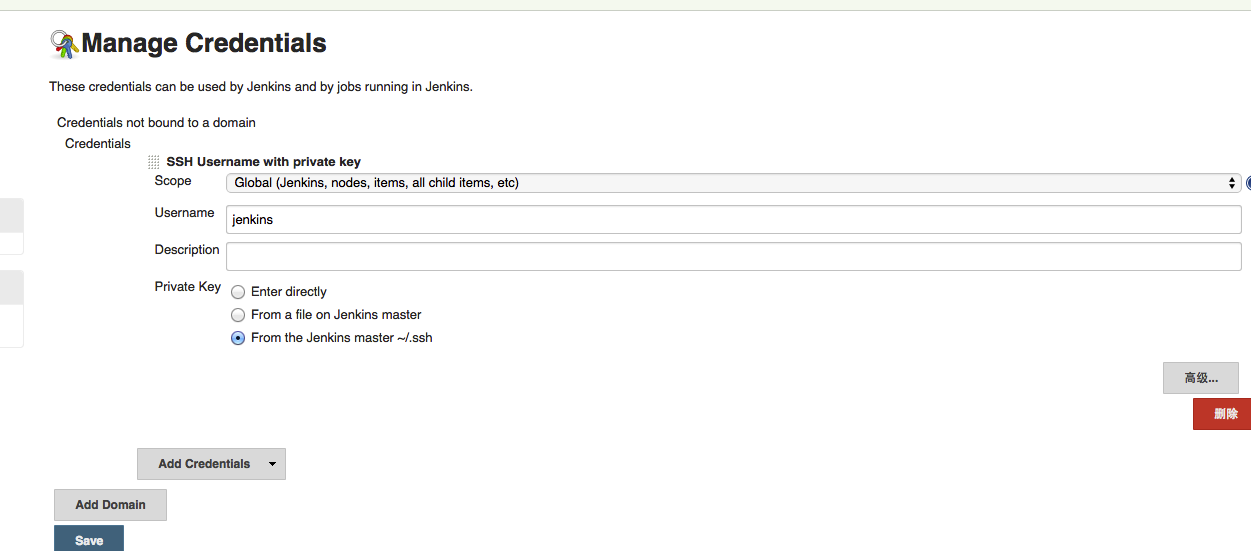 Manage Credentials
These credentials can be used by Jenkins and by jobs running in Jenkins.
Credentials not bound to a domain
Credentials
SSH Username with private key
Scope Global (Jenkins, nodes, items, all child items, etc)
Username jenkins
Description
Private Key Enter directly
From a file on Jenkins master
From the Jenkins master ~/.ssh
高级...
删除
Add Credentials
Add Domain
Save